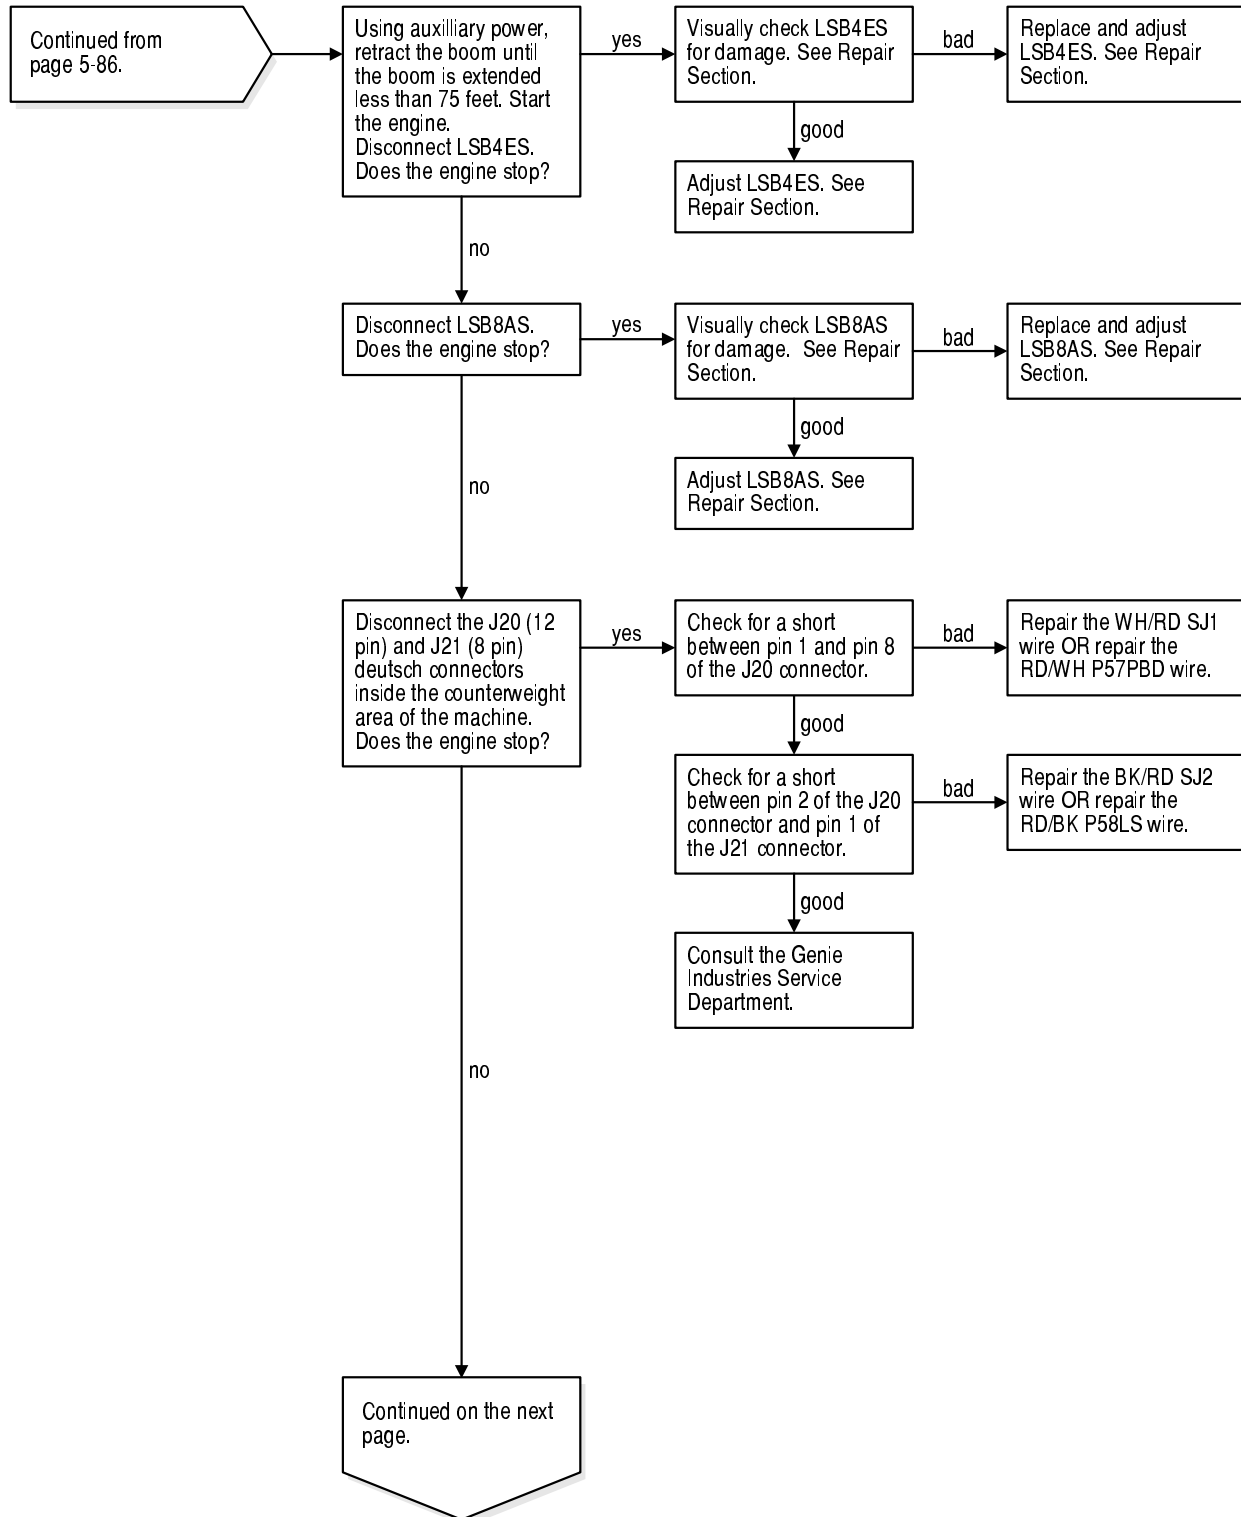 Continued from
page 5-86.
Using auxilliary power,
retract the boom until
the boom is extended
less than 75 feet. Start
the engine.
Disconnect LSB4ES.
Does the engine stop?
yes
Visually check LSB4ES
for damage. See Repair
Section.
bad
Replace and adjust
LSB4ES. See Repair
Section.
good
Adjust LSB4ES. See
Repair Section.
no
Disconnect LSB8AS.
Does the engine stop?
yes
Visually check LSB8AS
for damage. See Repair
Section.
bad
Replace and adjust
LSB8AS. See Repair
Section.
good
Adjust LSB8AS. See
Repair Section.
no
Disconnect the J20 (12
pin) and J21 (8 pin)
deutsch connectors
inside the counterweight
area of the machine.
Does the engine stop?
yes
Check for a short
between pin 1 and pin 8
of the J20 connector.
bad
Repair the WH/RD SJ1
wire OR repair the
RD/WH P57PBD wire.
good
Check for a short
between pin 2 of the J20
connector and pin 1 of
the J21 connector.
bad
Repair the BK/RD SJ2
wire OR repair the
RD/BK P58LS wire.
good
Consult the Genie
Industries Service
Department.
no
Continued on the next
page.